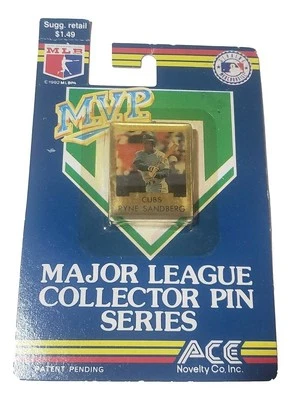 Sugg. retail
$1.49
MLB
© 1990 MLBPA
MVP
CUBS
RYNE SANDBERG
MAJOR LEAGUE
COLLECTOR PIN
SERIES
PATENT PENDING
ACE
Novelty Co. Inc.